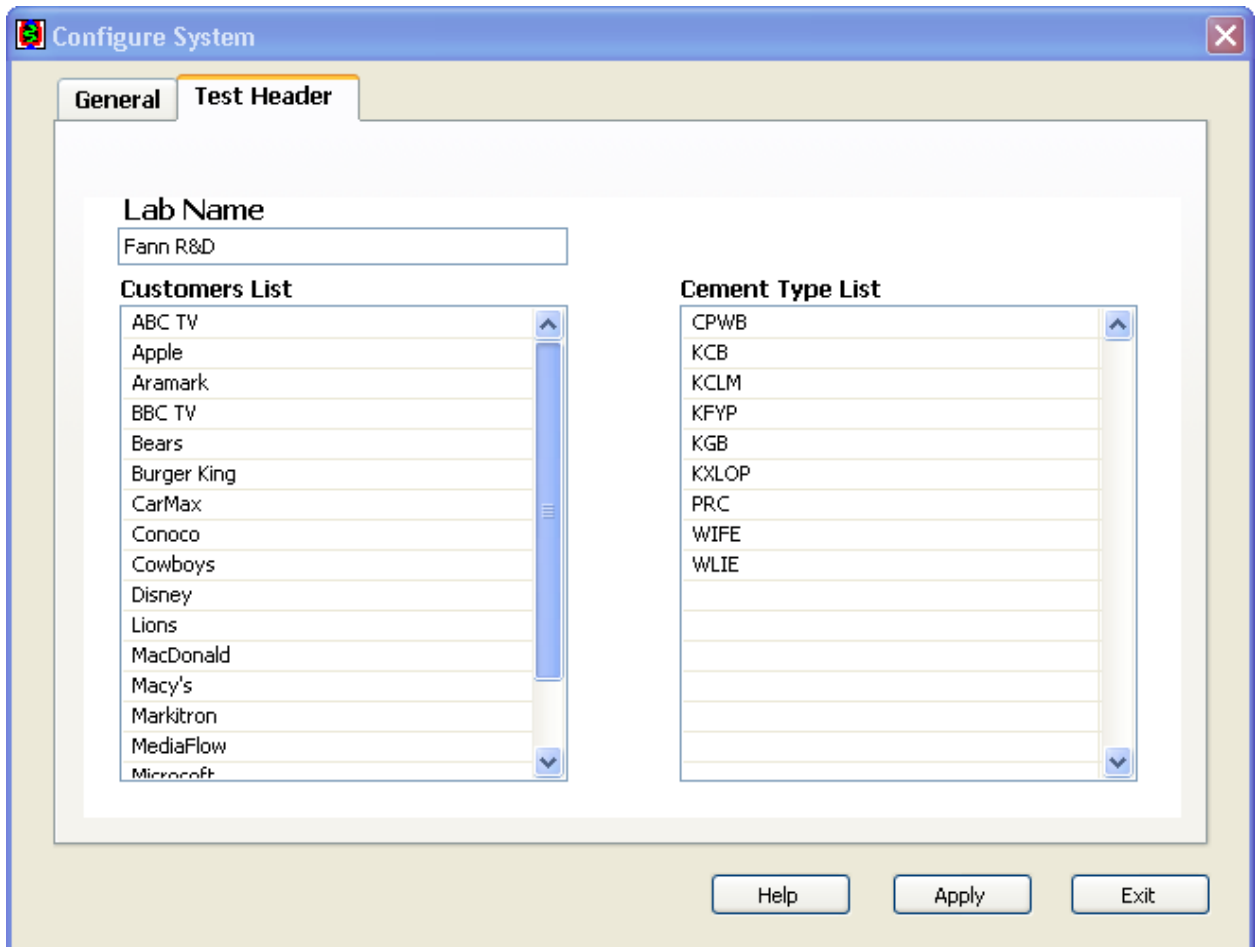 Configure System
General
Test Header
Lab Name
Fann R&D
Customers List
ABC TV
Apple
Aramark
BBC TV
Bears
Burger King
CarMax
Conoco
Cowboys
Disney
Lions
MacDonald
Macy's
Markitron
MediaFlow
Microsoft
Cement Type List
CPWB
KCB
KCLM
KFYP
KGB
KXLOP
PRC
WIFE
WLIE
Help
Apply
Exit